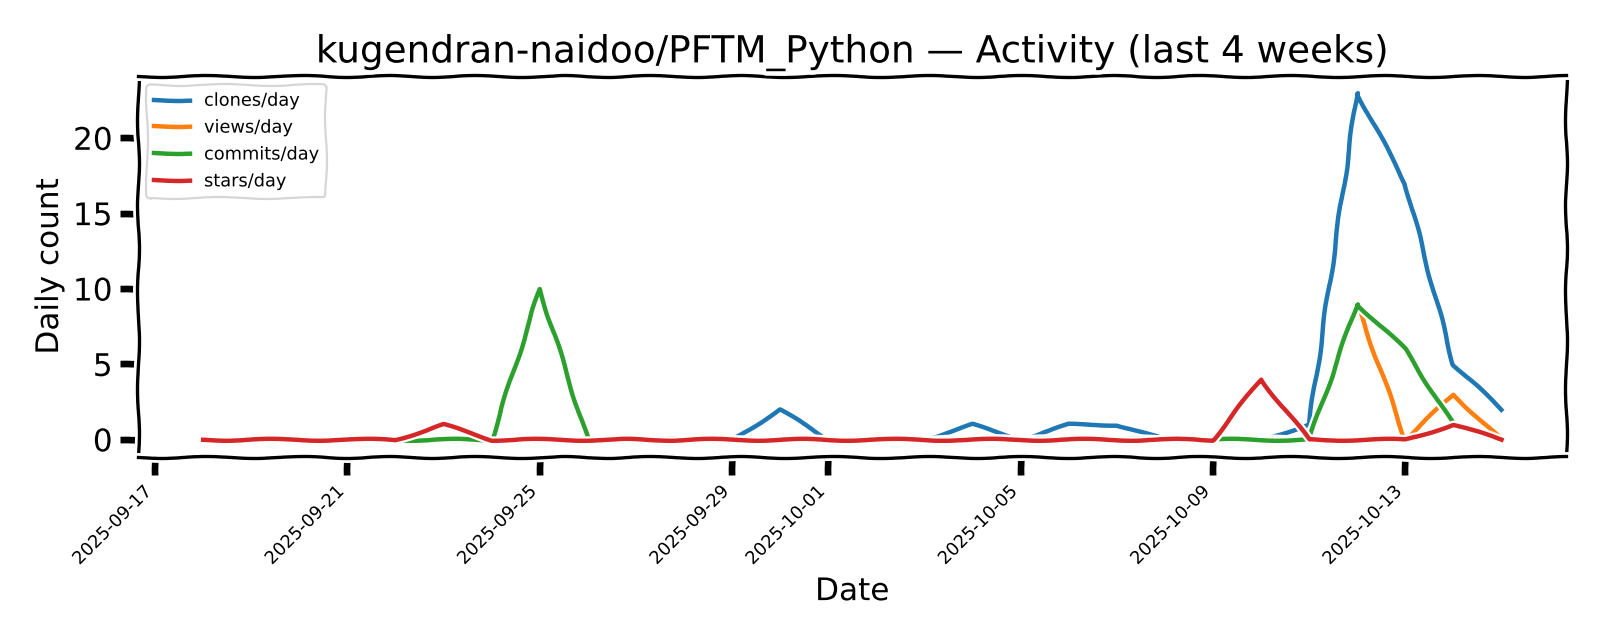 kugendran-naidoo/PFTM_Python — Activity (last 4 weeks)
clones/day
views/day
commits/day
stars/day
Daily count
20
15
10
5
0
2025-09-17
2025-09-21
2025-09-25
2025-09-29
2025-10-01
2025-10-05
2025-10-09
2025-10-13
Date